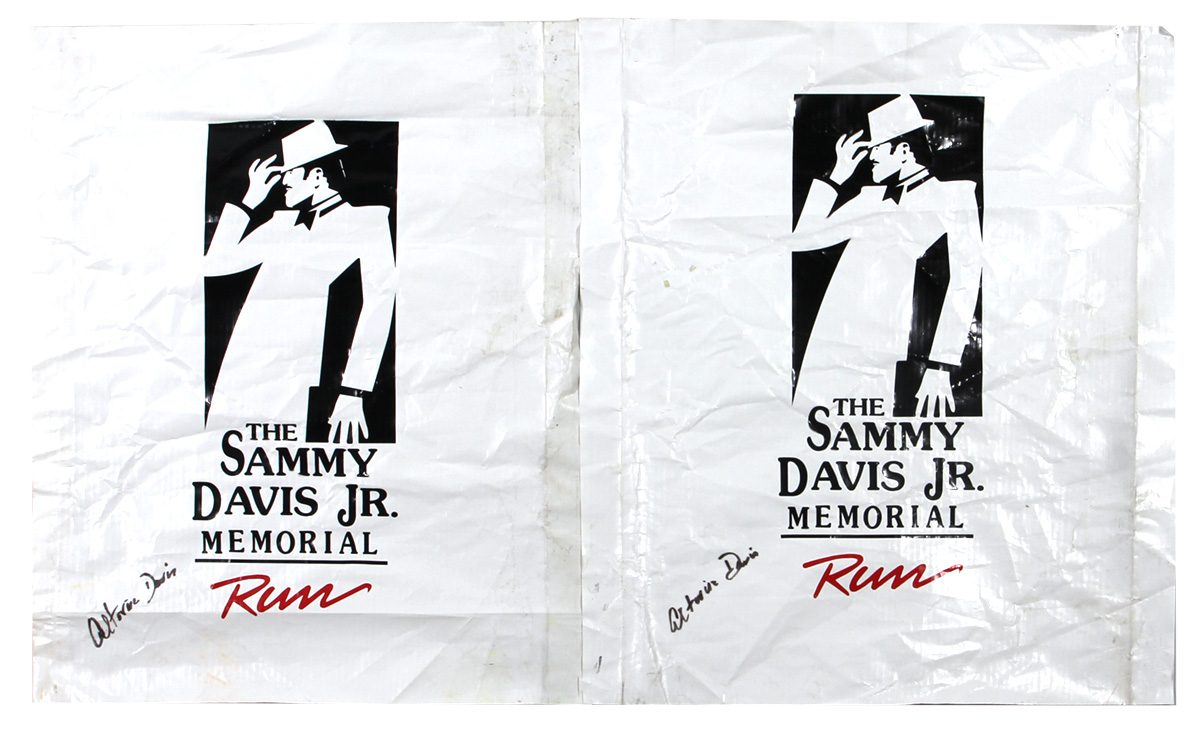 THE
SAMMY
DAVIS JR.
MEMORIAL
Run
Altovise Davis
THE
SAMMY
DAVIS JR.
MEMORIAL
Run
Altovise Davis